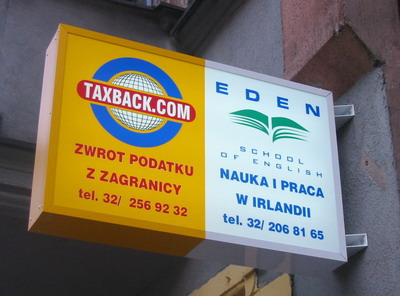 TAXBACK.COM
ZWROT PODATKU
Z ZAGRANICY
tel. 32/ 256 92 32
EDEN
SCHOOL
OF ENGLISH
NAUKA I PRACA
W IRLANDII
tel. 32/ 206 81 65